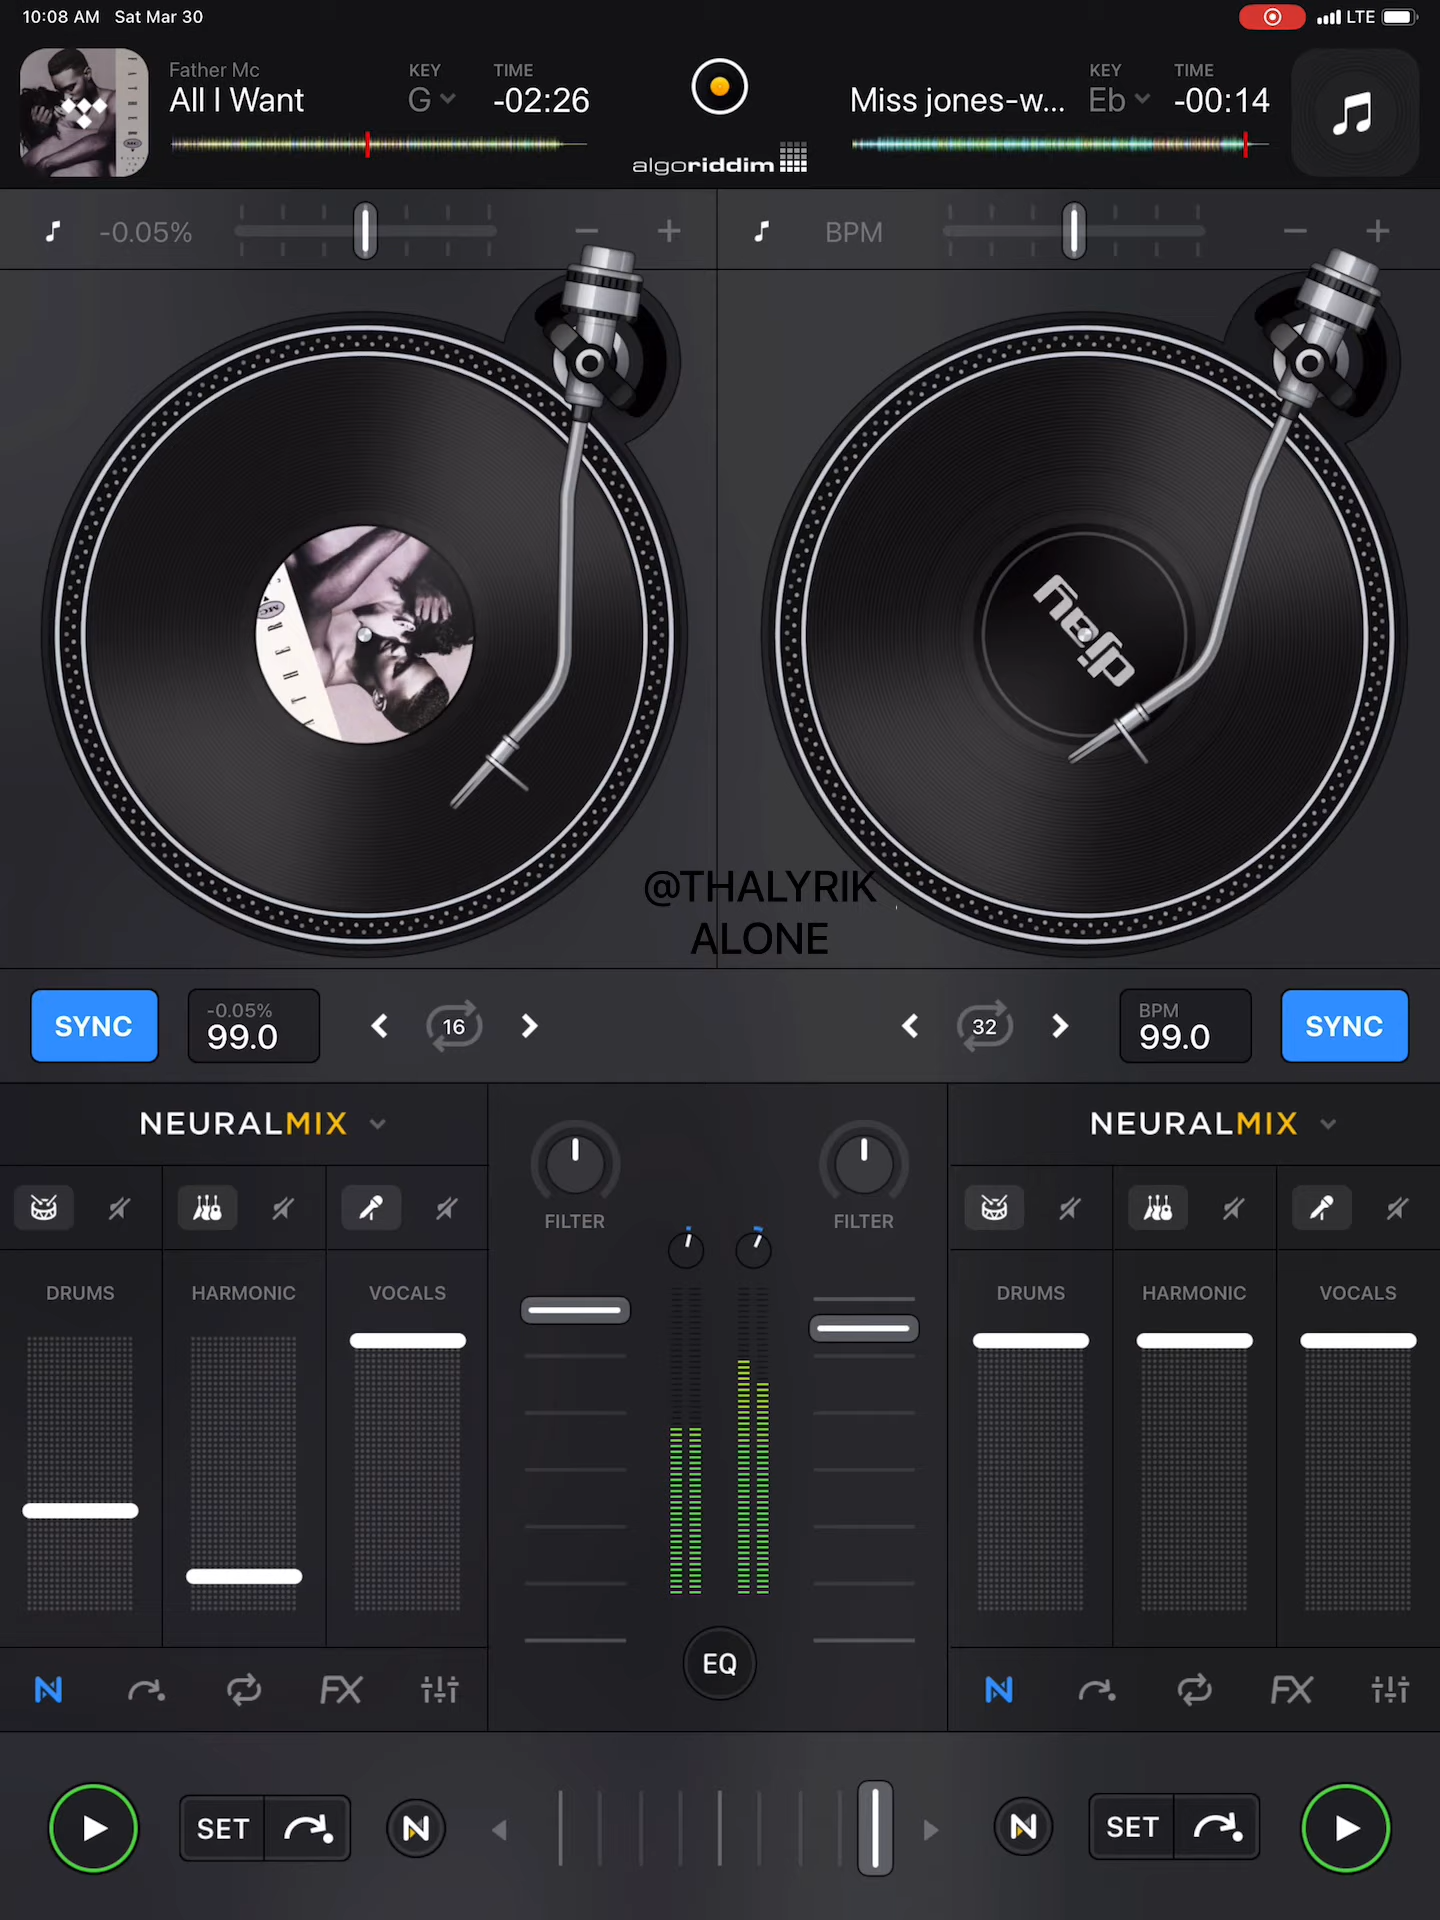 10:08 AM Sat Mar 30
LTE
Father Mc
All I Want
KEY
G
TIME
-02:26
algoriddim
Miss jones-w...
KEY
Eb
TIME
-00:14
-0.05%
BPM
MC
djay
@THALYRIK
ALONE
SYNC
-0.05%
99.0
16
32
BPM
99.0
SYNC
NEURALMIX
NEURALMIX
FILTER
FILTER
DRUMS
HARMONIC
VOCALS
DRUMS
HARMONIC
VOCALS
EQ
FX
FX
SET
SET